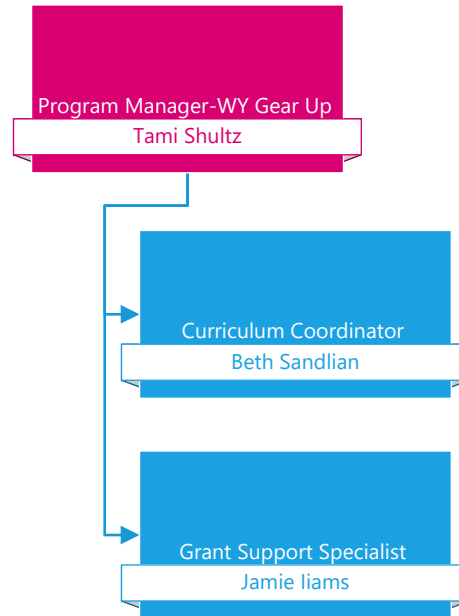 Program Manager-WY Gear Up
Tami Shultz
Curriculum Coordinator
Beth Sandlian
Grant Support Specialist
Jamie Iiams